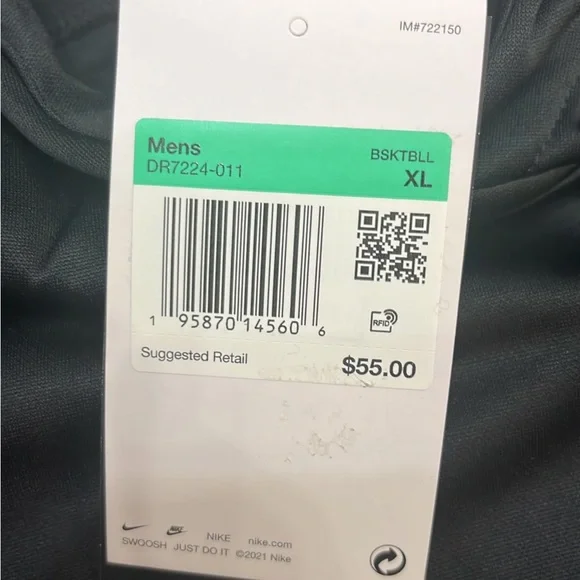 IM#722150
Mens
DR7224-011
BSKTBLL
XL
1 95870 14560 6
RFID
Suggested Retail
$55.00
NIKE nike.com
SWOOSH JUST DO IT ©2021 Nike